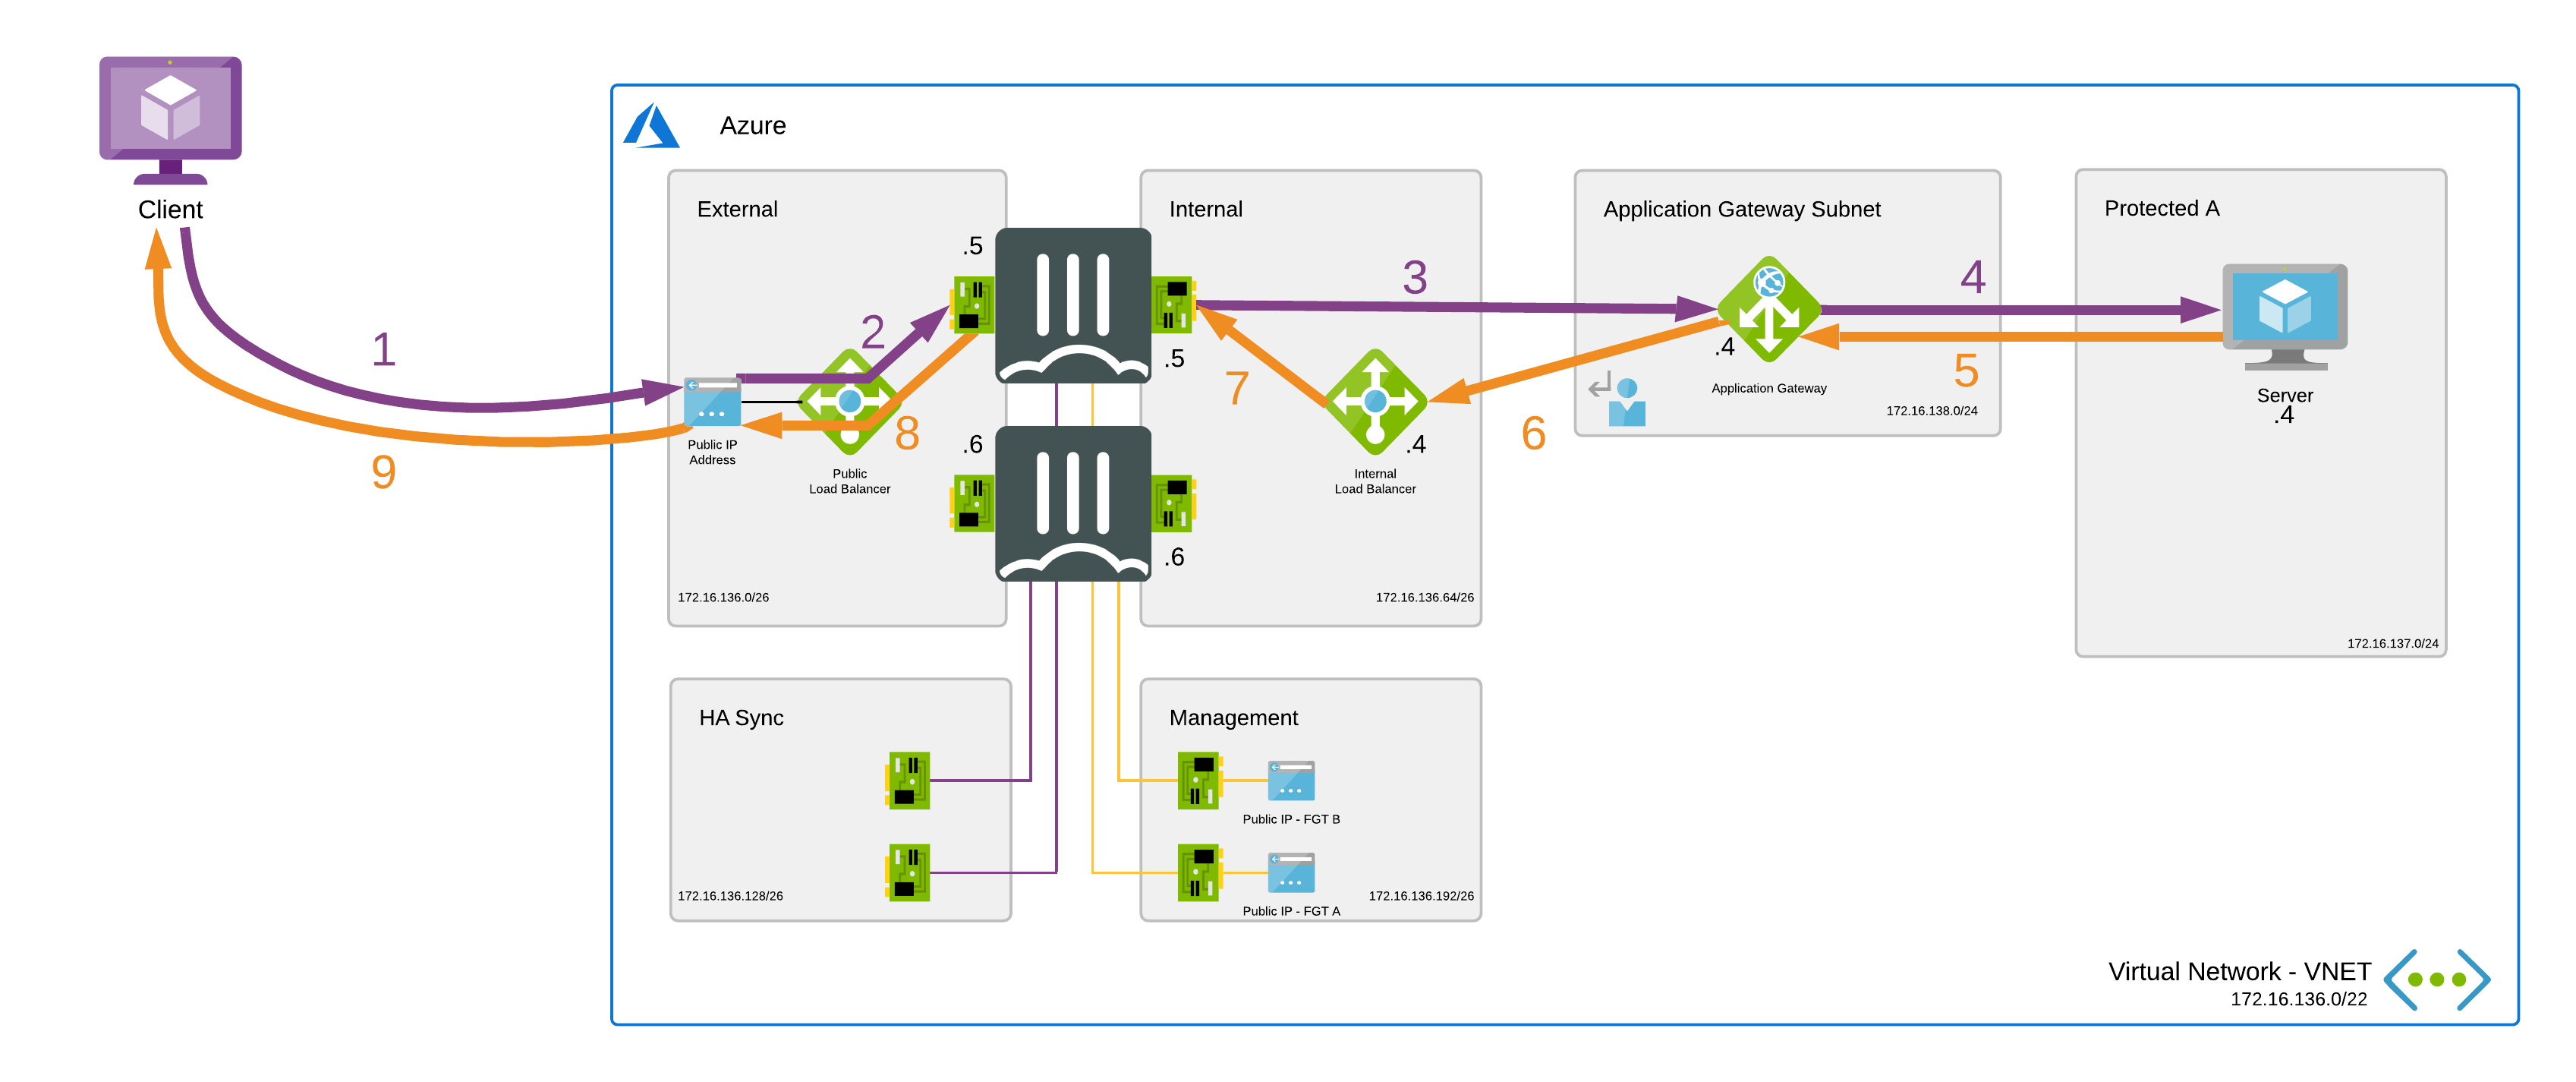 Client
Azure
External
Internal
Application Gateway Subnet
Protected A
.5
.5
1
2
3
4
5
6
7
8
9
.4
Application Gateway
172.16.138.0/24
Server
.4
Public IP
Address
Public
Load Balancer
.6
.6
.4
Internal
Load Balancer
172.16.136.0/26
172.16.136.64/26
172.16.137.0/24
HA Sync
172.16.136.128/26
Management
Public IP - FGT B
Public IP - FGT A
172.16.136.192/26
Virtual Network - VNET
172.16.136.0/22